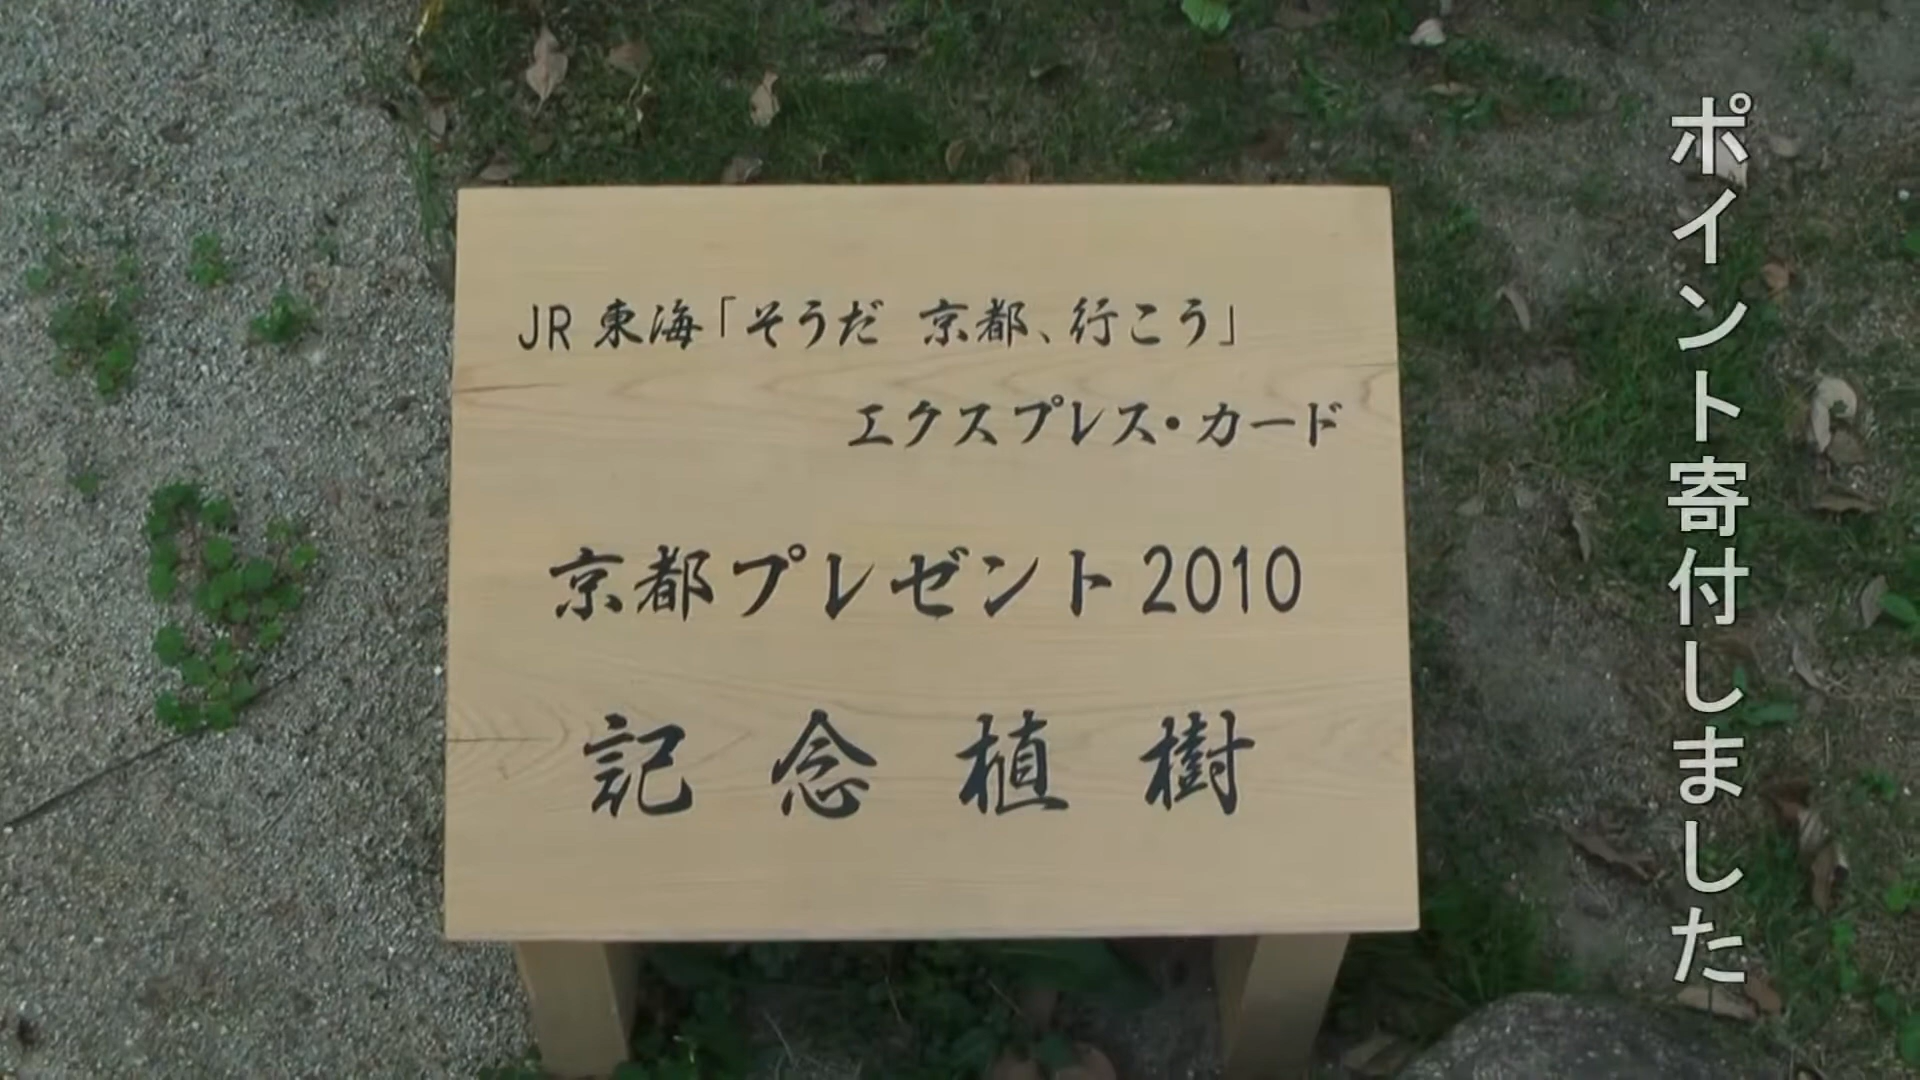 JR東海「そうだ 京都、行こう」
エクスプレス・カード
京都プレゼント2010
記念植樹
ポイント寄付しました